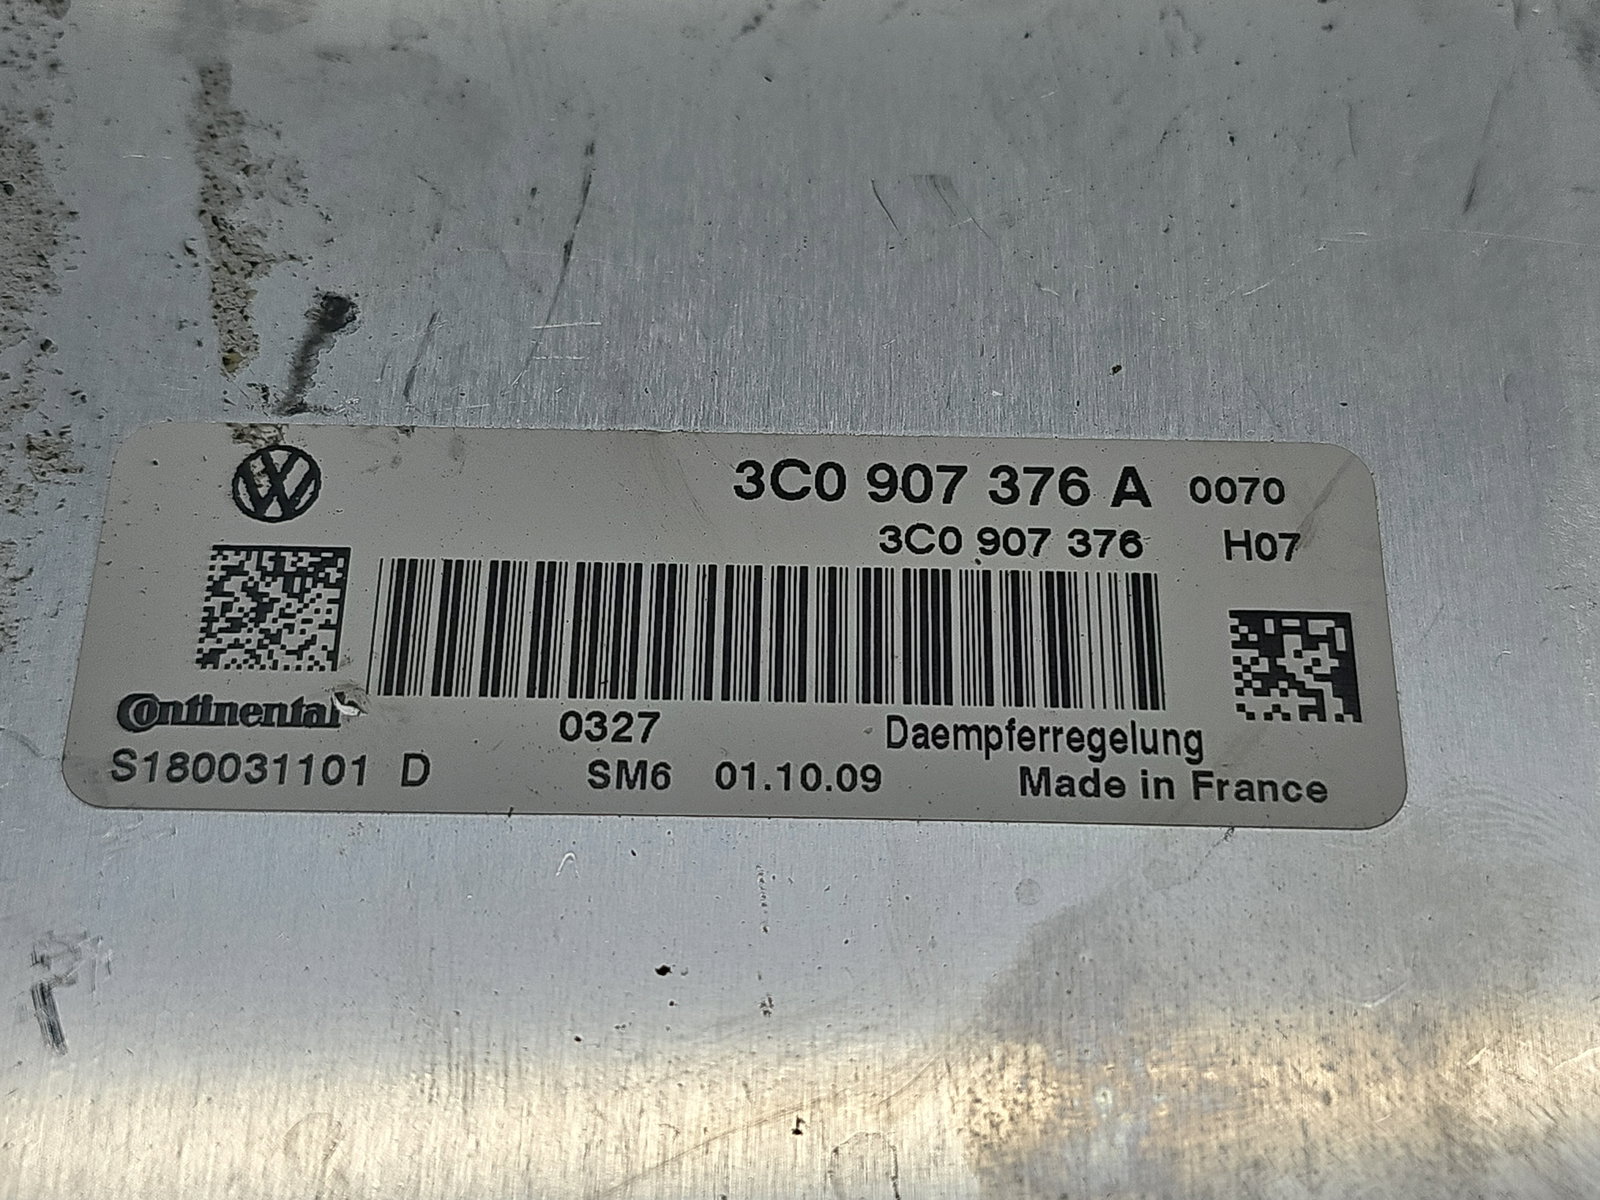 3C0 907 376 A 0070
3C0 907 376 H07
Continental
0327 Daempferregelung
S180031101 D SM6 01.10.09 Made in France